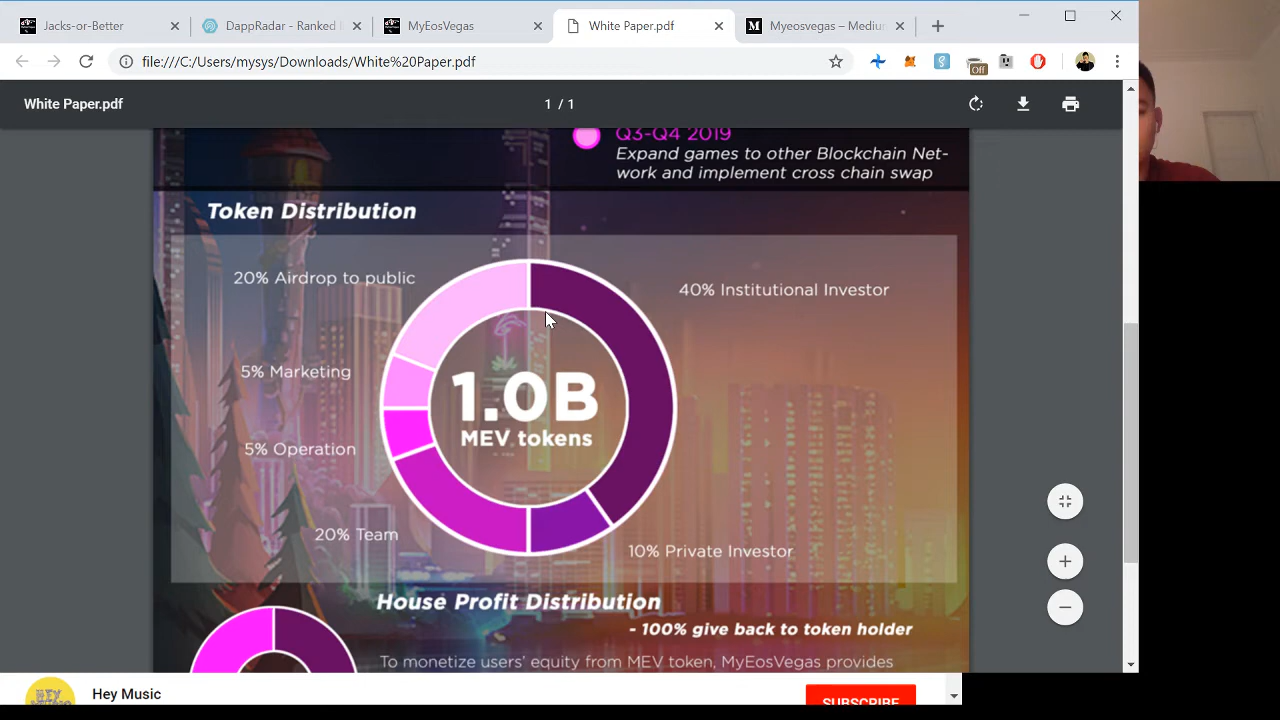 Jacks-or-Better
DappRadar - Ranked
MyEosVegas
White Paper.pdf
Myeosvegas – Mediu
file:///C:/Users/mysys/Downloads/White%20Paper.pdf
Off
White Paper.pdf
1 / 1
Q3-Q4 2019
Expand games to other Blockchain Net-
work and implement cross chain swap
Token Distribution
20% Airdrop to public
40% Institutional Investor
5% Marketing
1.0B
MEV tokens
5% Operation
20% Team
10% Private Investor
House Profit Distribution
- 100% give back to token holder
To monetize users' equity from MEV token, MyEosVegas provides
HEY
Hey Music
SUBSCRIBE